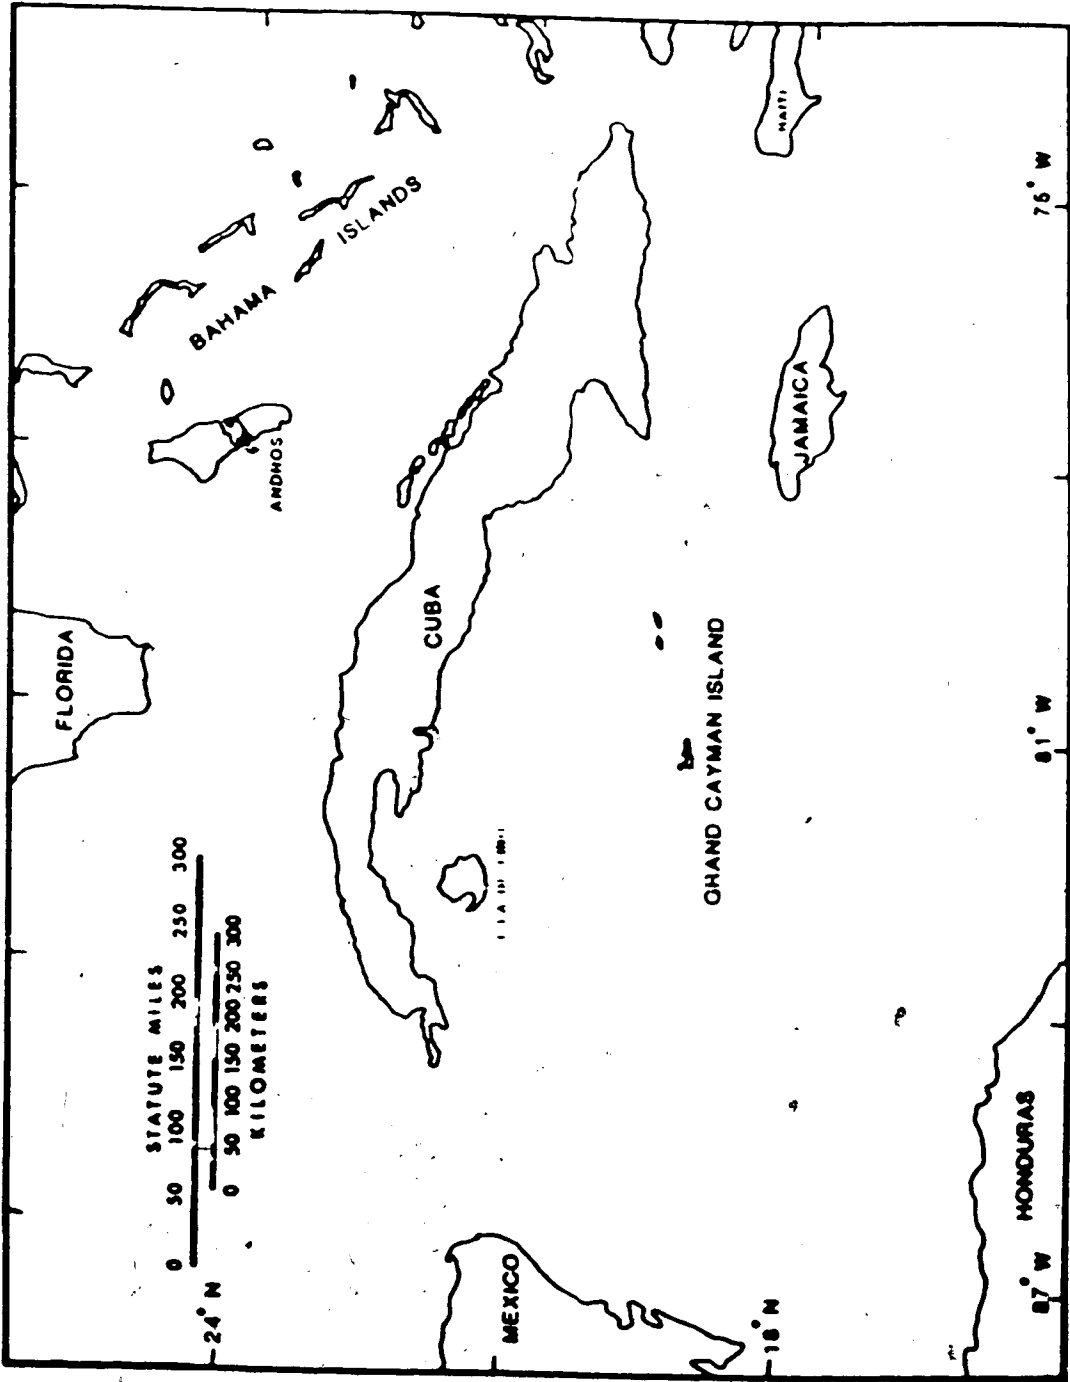 FLORIDA
STATUTE MILES
0 50 100 150 200 250 300
0 50 100 150 200 250 300
KILOMETERS
24° N
BAHAMA
ISLANDS
ANDROS
CUBA
MEXICO
GRAND CAYMAN ISLAND
JAMAICA
HAITI
18° N
HONDURAS
87° W
81° W
75° W